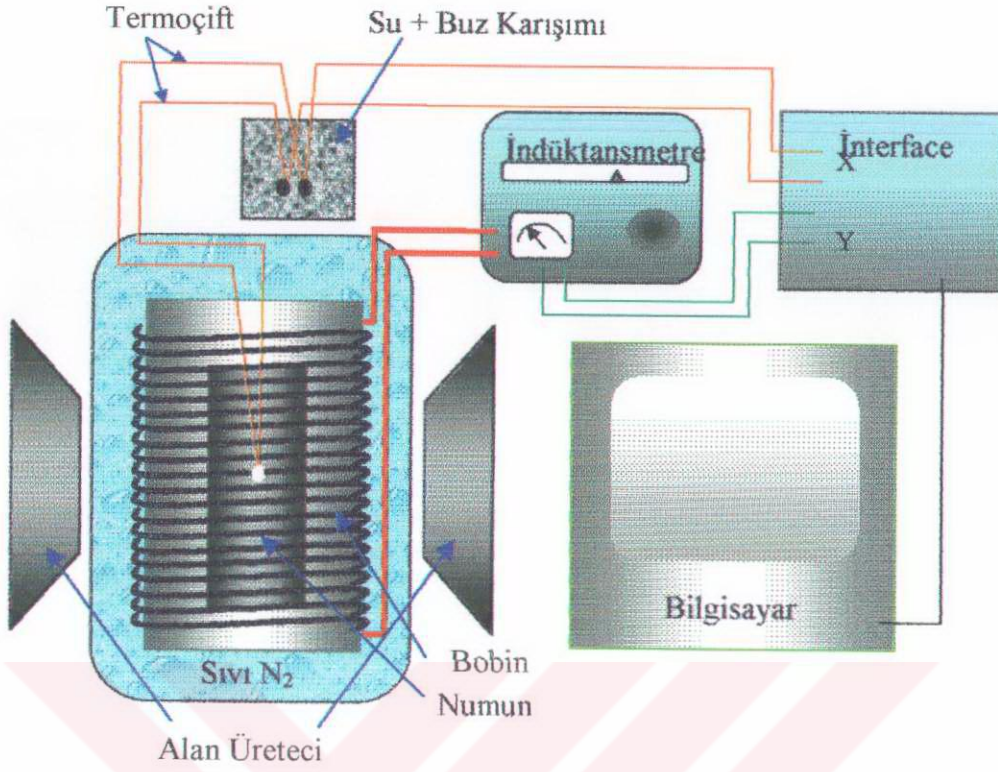 Termoçift
Su + Buz Karışımı
İndüktansmetre
İnterface
X
Y
Bilgisayar
Sıvı N₂
Bobin
Numun
Alan Üreteci